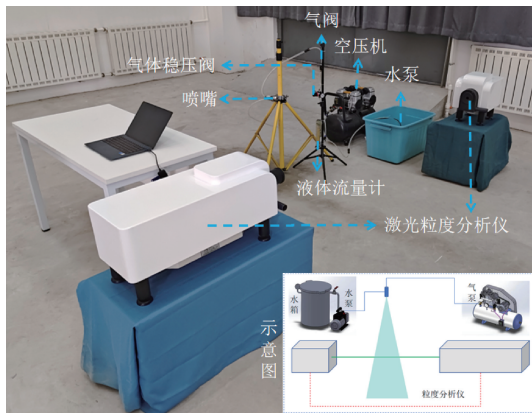 气阀
空压机
气体稳压阀
水泵
喷嘴
液体流量计
激光粒度分析仪
示意图
水箱
水泵
气泵
粒度分析仪